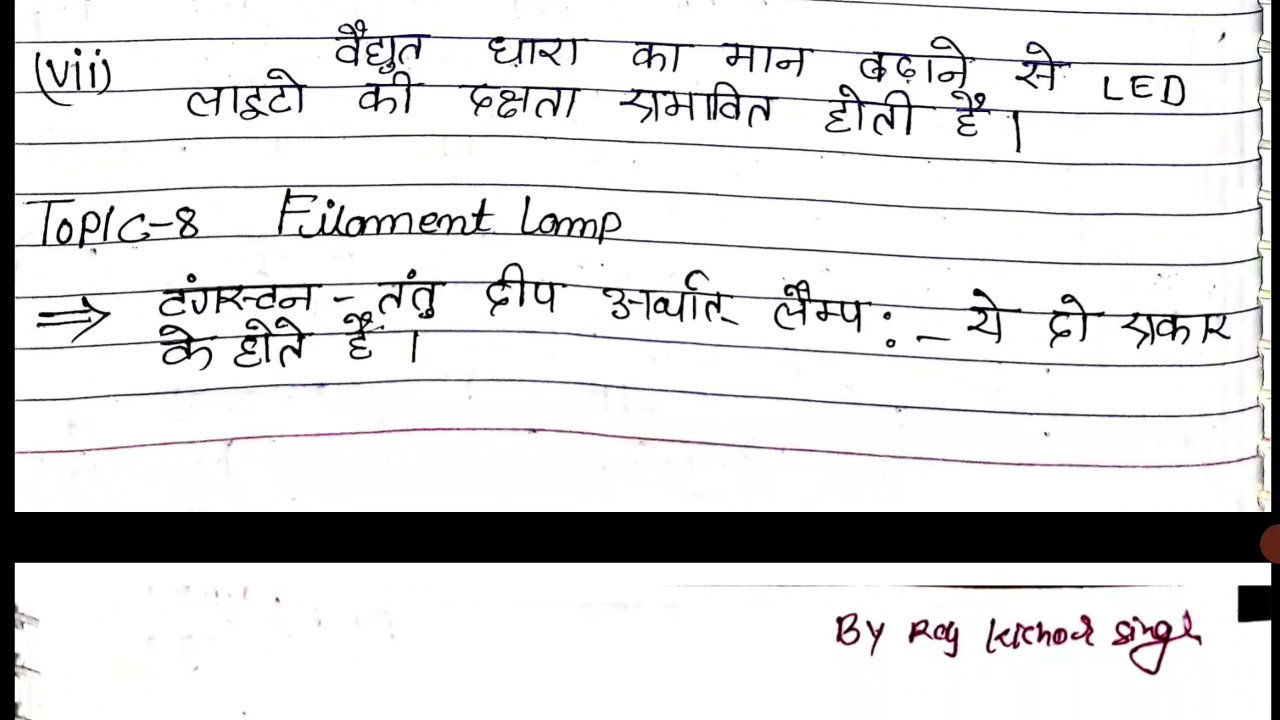 (vii) वैद्युत धारा का मान बढ़ाने से LED
लाइटो की दक्षता प्रभावित होती है।
TOPIC-8 Filament Lamp
⇒ टंगस्टन - तंतु दीप अर्थात लैम्प :- ये दो प्रकार
के होते हैं।
By Raj Kishor Singh